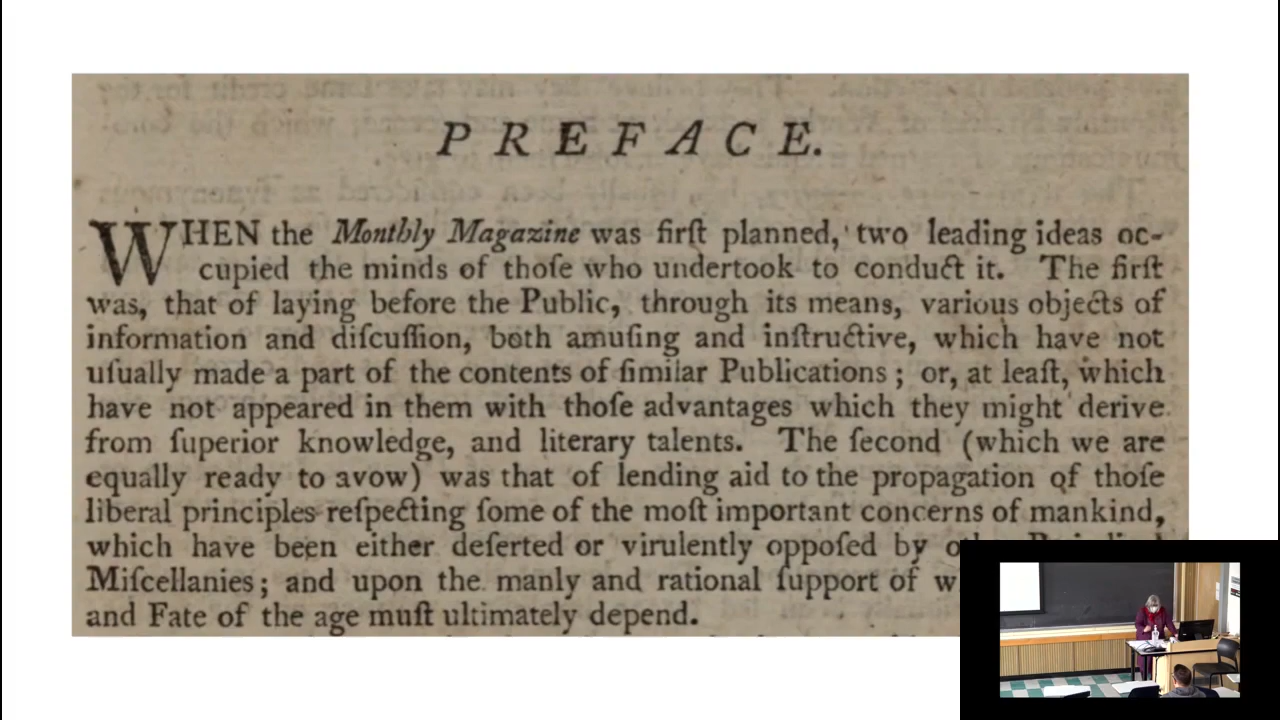 PREFACE.
WHEN the Monthly Magazine was firſt planned, two leading ideas oc-
cupied the minds of thoſe who undertook to conduct it. The firſt
was, that of laying before the Public, through its means, various objects of
information and diſcuſſion, both amuſing and inſtructive, which have not
uſually made a part of the contents of ſimilar Publications; or, at leaſt, which
have not appeared in them with thoſe advantages which they might derive
from ſuperior knowledge, and literary talents. The ſecond (which we are
equally ready to avow) was that of lending aid to the propagation of thoſe
liberal principles reſpecting ſome of the moſt important concerns of mankind,
which have been either deſerted or virulently oppoſed by
Miſcellanies; and upon the manly and rational ſupport of
and Fate of the age muſt ultimately depend.